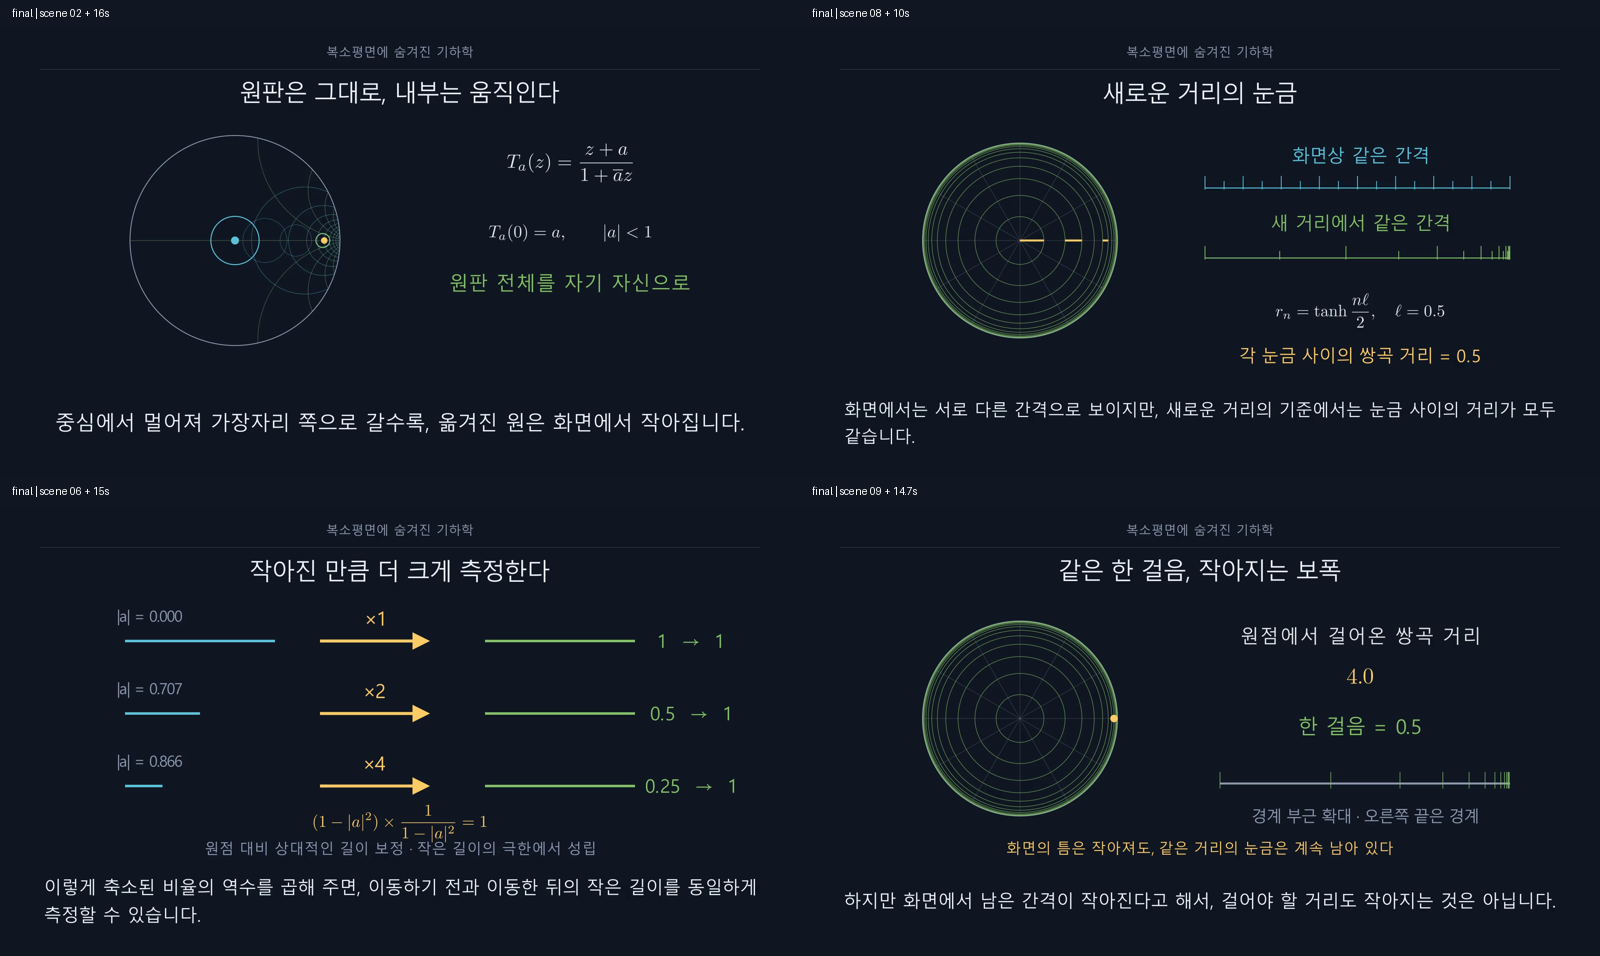 final | scene 02 + 16s
복소평면에 숨겨진 기하학
원판은 그대로, 내부는 움직인다
T_a(z) = \frac{z + a}{1 + \overline{a}z}
T_a(0) = a, |a| < 1
원판 전체를 자기 자신으로
중심에서 멀어져 가장자리 쪽으로 갈수록, 옮겨진 원은 화면에서 작아집니다.
final | scene 08 + 10s
복소평면에 숨겨진 기하학
새로운 거리의 눈금
화면상 같은 간격
새 거리에서 같은 간격
r_n = tanh \frac{nℓ}{2}, ℓ = 0.5
각 눈금 사이의 쌍곡 거리 = 0.5
화면에서는 서로 다른 간격으로 보이지만, 새로운 거리의 기준에서는 눈금 사이의 거리가 모두
같습니다.
final | scene 06 + 15s
복소평면에 숨겨진 기하학
작아진 만큼 더 크게 측정한다
|a| = 0.000 ×1 1 → 1
|a| = 0.707 ×2 0.5 → 1
|a| = 0.866 ×4 0.25 → 1
(1 − |a|²) × \frac{1}{1 − |a|²} = 1
원점 대비 상대적인 길이 보정 · 작은 길이의 극한에서 성립
이렇게 축소된 비율의 역수를 곱해 주면, 이동하기 전과 이동한 뒤의 작은 길이를 동일하게
측정할 수 있습니다.
final | scene 09 + 14.7s
복소평면에 숨겨진 기하학
같은 한 걸음, 작아지는 보폭
원점에서 걸어온 쌍곡 거리
4.0
한 걸음 = 0.5
경계 부근 확대 · 오른쪽 끝은 경계
화면의 틈은 작아져도, 같은 거리의 눈금은 계속 남아 있다
하지만 화면에서 남은 간격이 작아진다고 해서, 걸어야 할 거리도 작아지는 것은 아닙니다.